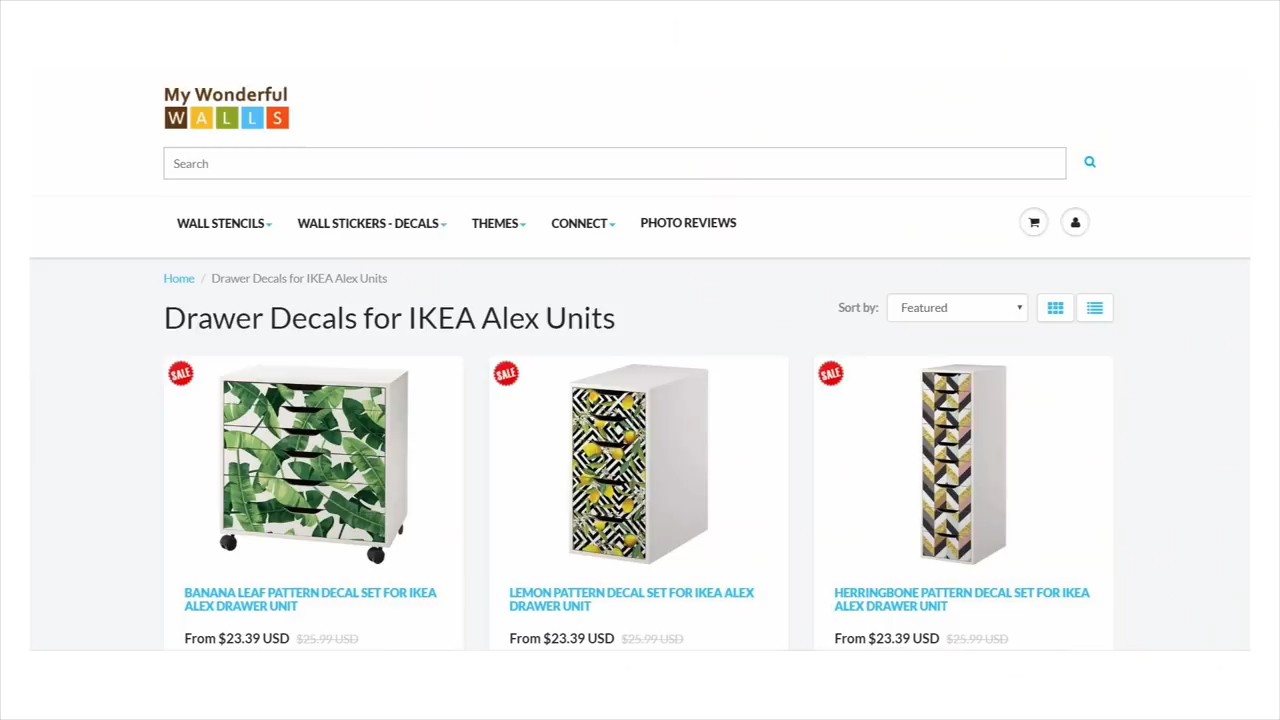 My Wonderful
WALLS
Search
WALL STENCILS WALL STICKERS - DECALS THEMES CONNECT PHOTO REVIEWS
Home / Drawer Decals for IKEA Alex Units
Drawer Decals for IKEA Alex Units
Sort by: Featured
SALE SALE SALE
BANANA LEAF PATTERN DECAL SET FOR IKEA
ALEX DRAWER UNIT
From $23.39 USD $25.99 USD
LEMON PATTERN DECAL SET FOR IKEA ALEX
DRAWER UNIT
From $23.39 USD $25.99 USD
HERRINGBONE PATTERN DECAL SET FOR IKEA
ALEX DRAWER UNIT
From $23.39 USD $25.99 USD